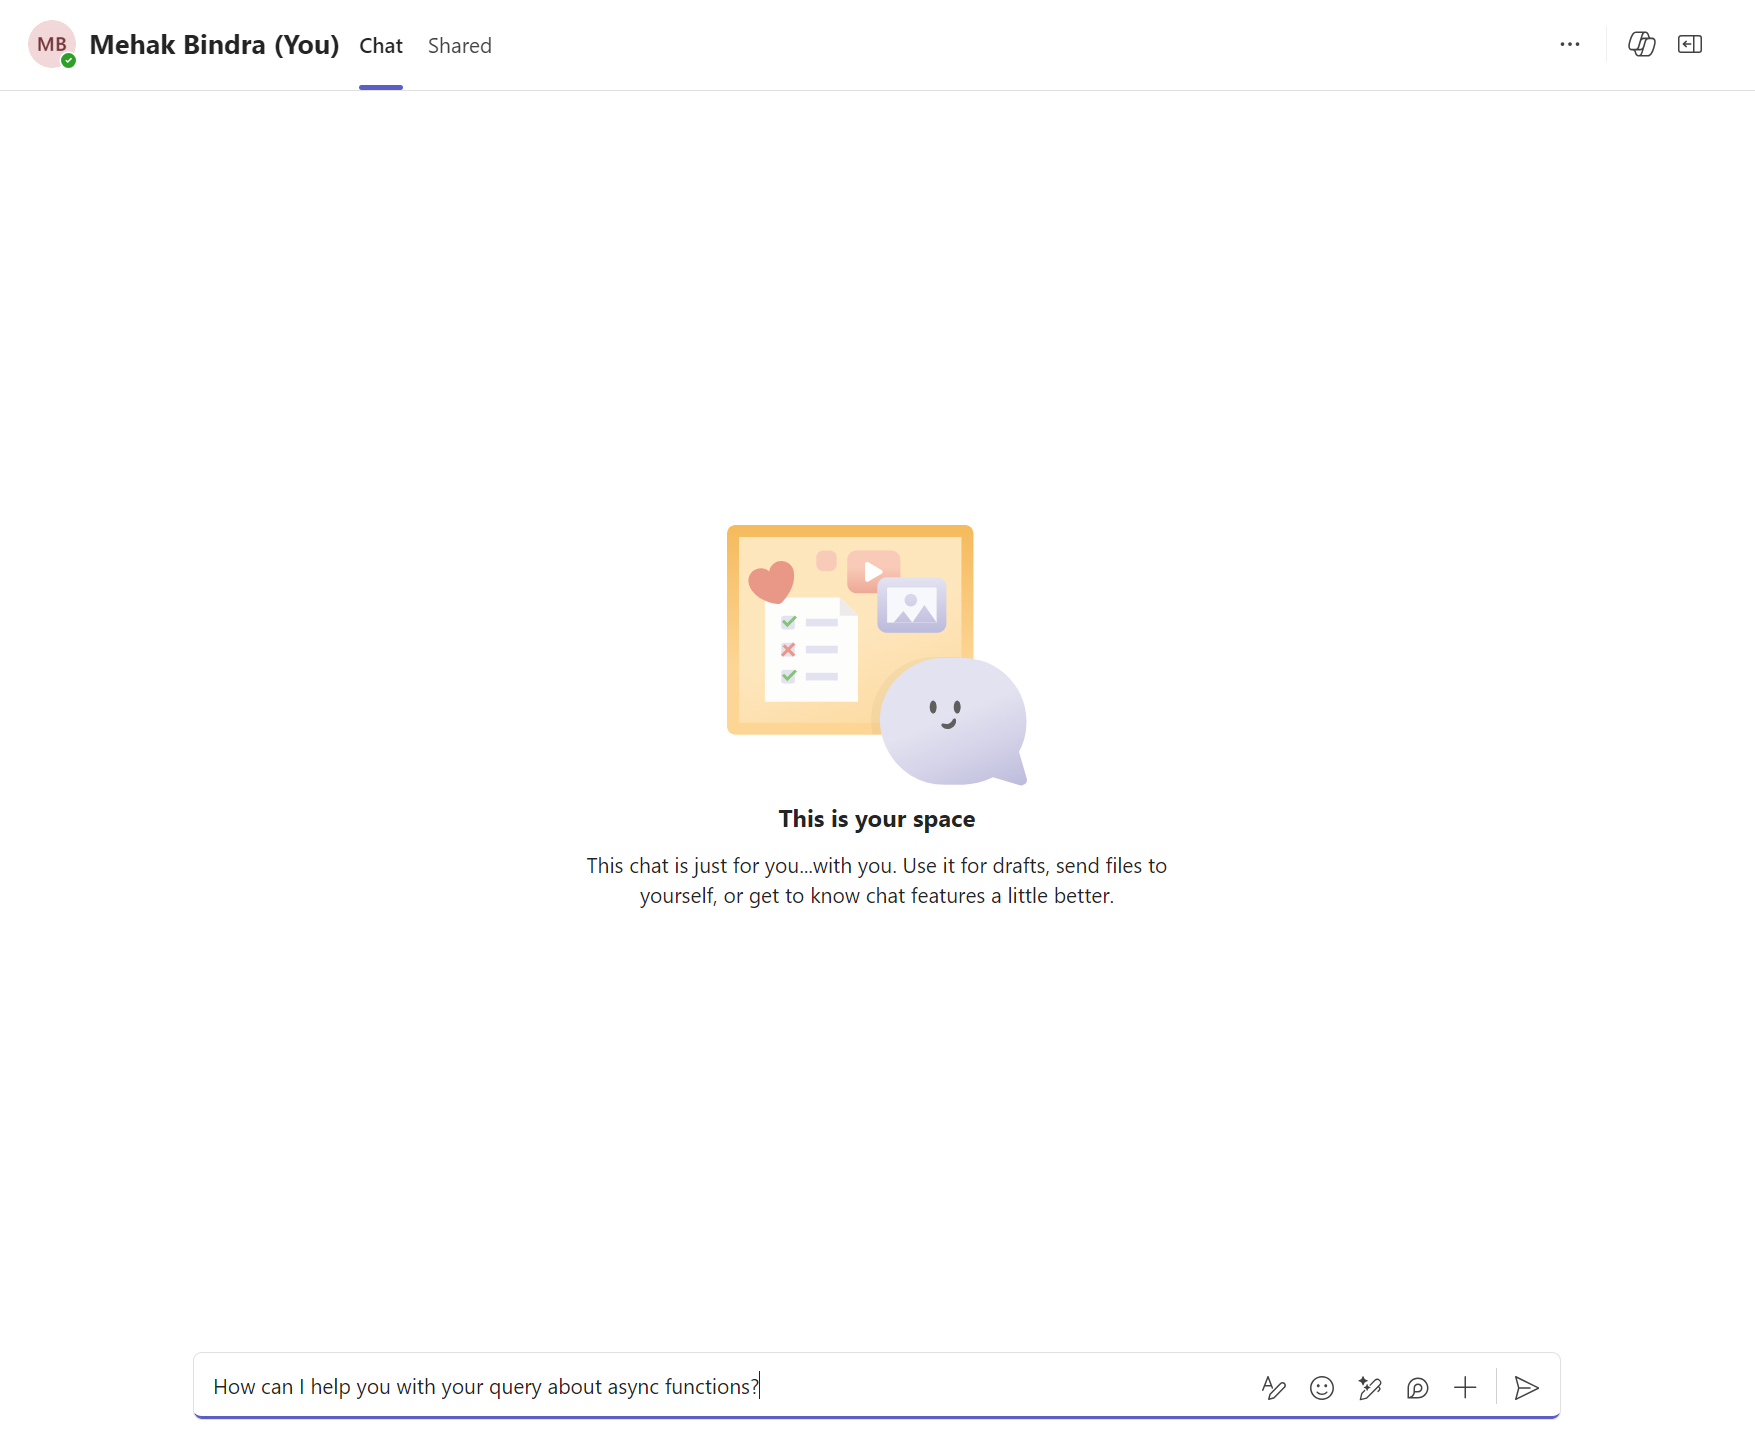 MB Mehak Bindra (You) Chat Shared
This is your space
This chat is just for you...with you. Use it for drafts, send files to
yourself, or get to know chat features a little better.
How can I help you with your query about async functions?